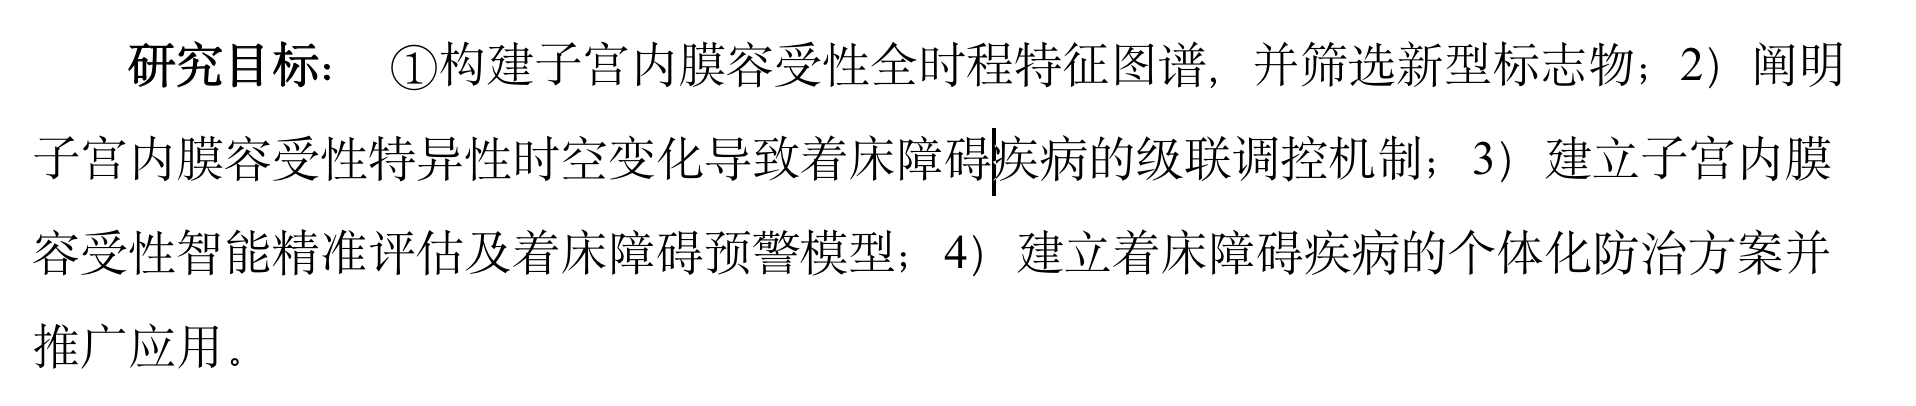 研究目标： ①构建子宫内膜容受性全时程特征图谱，并筛选新型标志物；2）阐明
子宫内膜容受性特异性时空变化导致着床障碍疾病的级联调控机制；3）建立子宫内膜
容受性智能精准评估及着床障碍预警模型；4）建立着床障碍疾病的个体化防治方案并
推广应用。